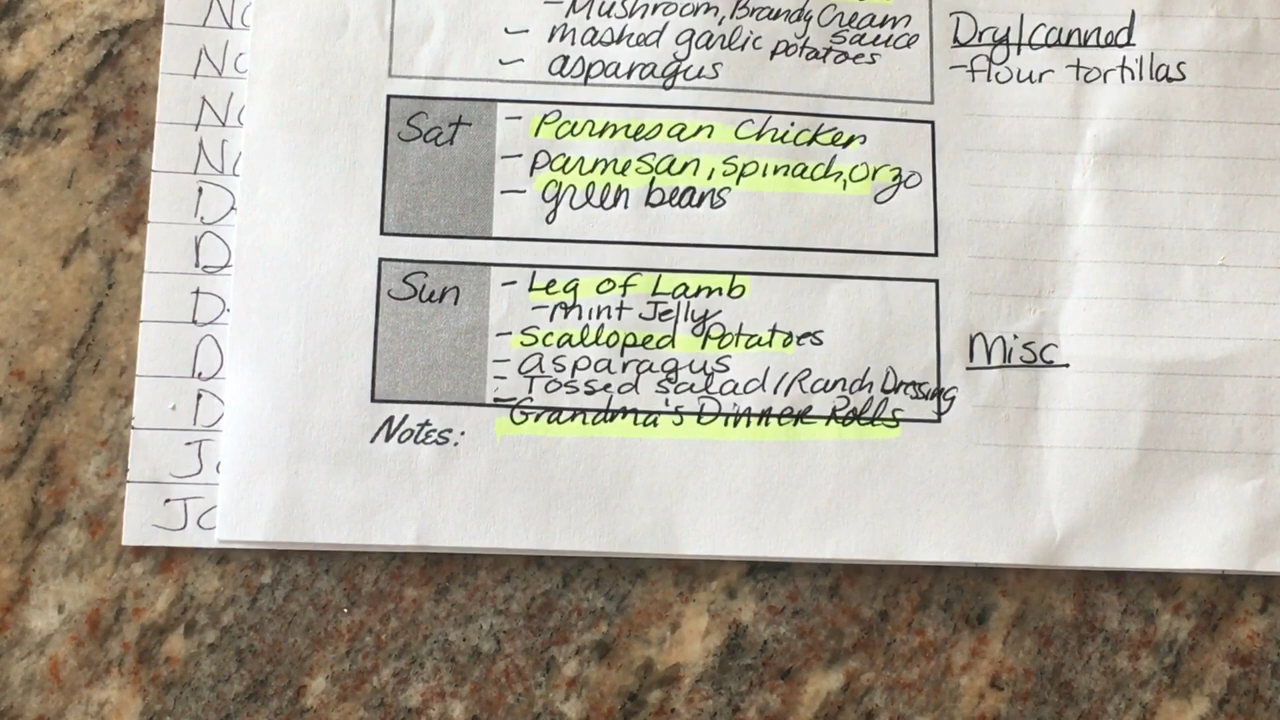 -Mushroom, Brandy Cream
sauce
- mashed garlic potatoes
- asparagus
Sat
- Parmesan Chicken
- parmesan, spinach, orzo
- green beans
Sun
- Leg of Lamb
-mint Jelly
- Scalloped Potatoes
- asparagus
- Tossed salad/Ranch Dressing
- Grandma's Dinner Rolls
Notes:
Dry/canned
-flour tortillas
Misc.